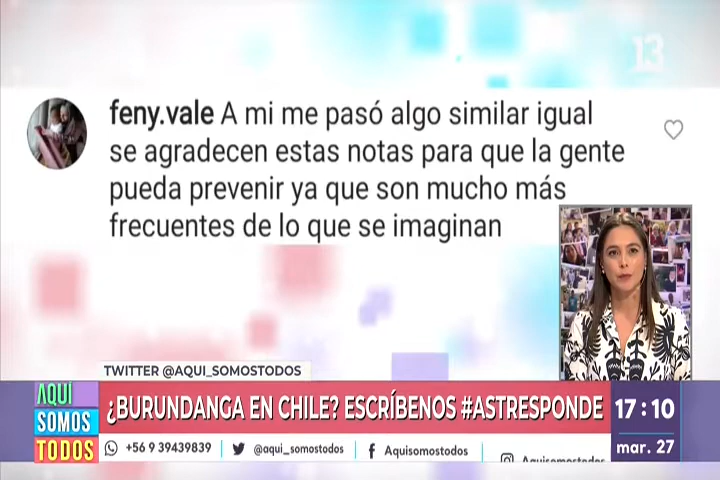 13
feny.vale A mi me pasó algo similar igual
se agradecen estas notas para que la gente
pueda prevenir ya que son mucho más
frecuentes de lo que se imaginan
TWITTER @AQUI_SOMOSTODOS
AQUÍ
SOMOS
TODOS
¿BURUNDANGA EN CHILE? ESCRÍBENOS #ASTRESPONDE
17:10
+56 9 39439839 @aqui_somostodos Aquisomostodos
mar. 27